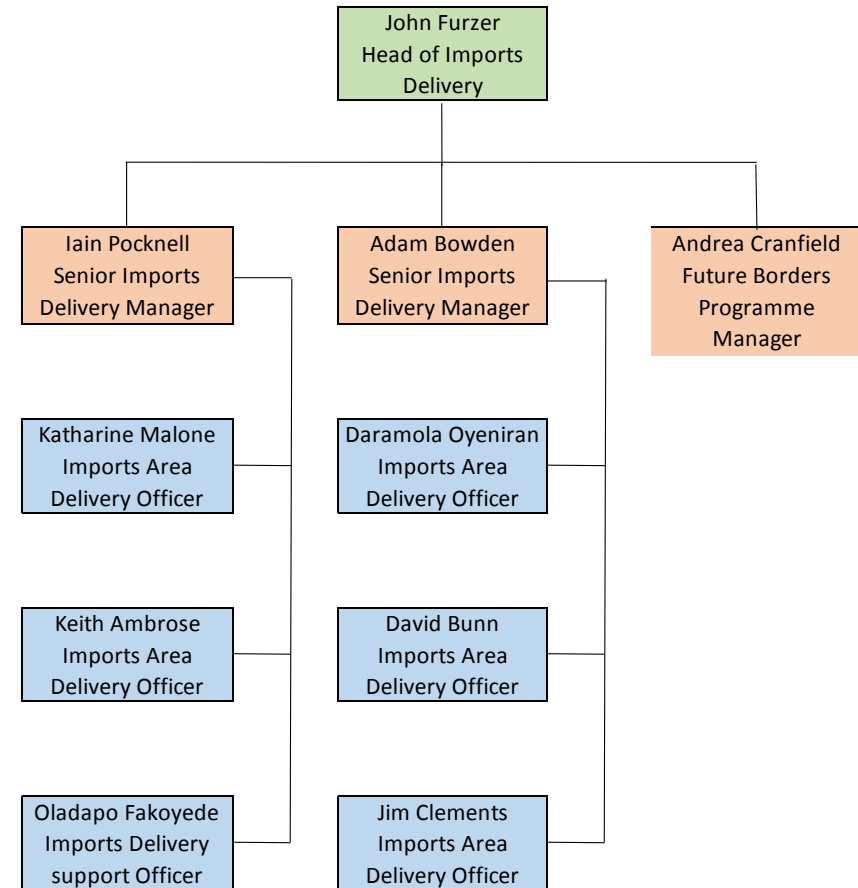 John Furzer
Head of Imports
Delivery
Iain Pocknell
Senior Imports
Delivery Manager
Adam Bowden
Senior Imports
Delivery Manager
Andrea Cranfield
Future Borders
Programme
Manager
Katharine Malone
Imports Area
Delivery Officer
Daramola Oyeniran
Imports Area
Delivery Officer
Keith Ambrose
Imports Area
Delivery Officer
David Bunn
Imports Area
Delivery Officer
Oladapo Fakoyede
Imports Delivery
support Officer
Jim Clements
Imports Area
Delivery Officer